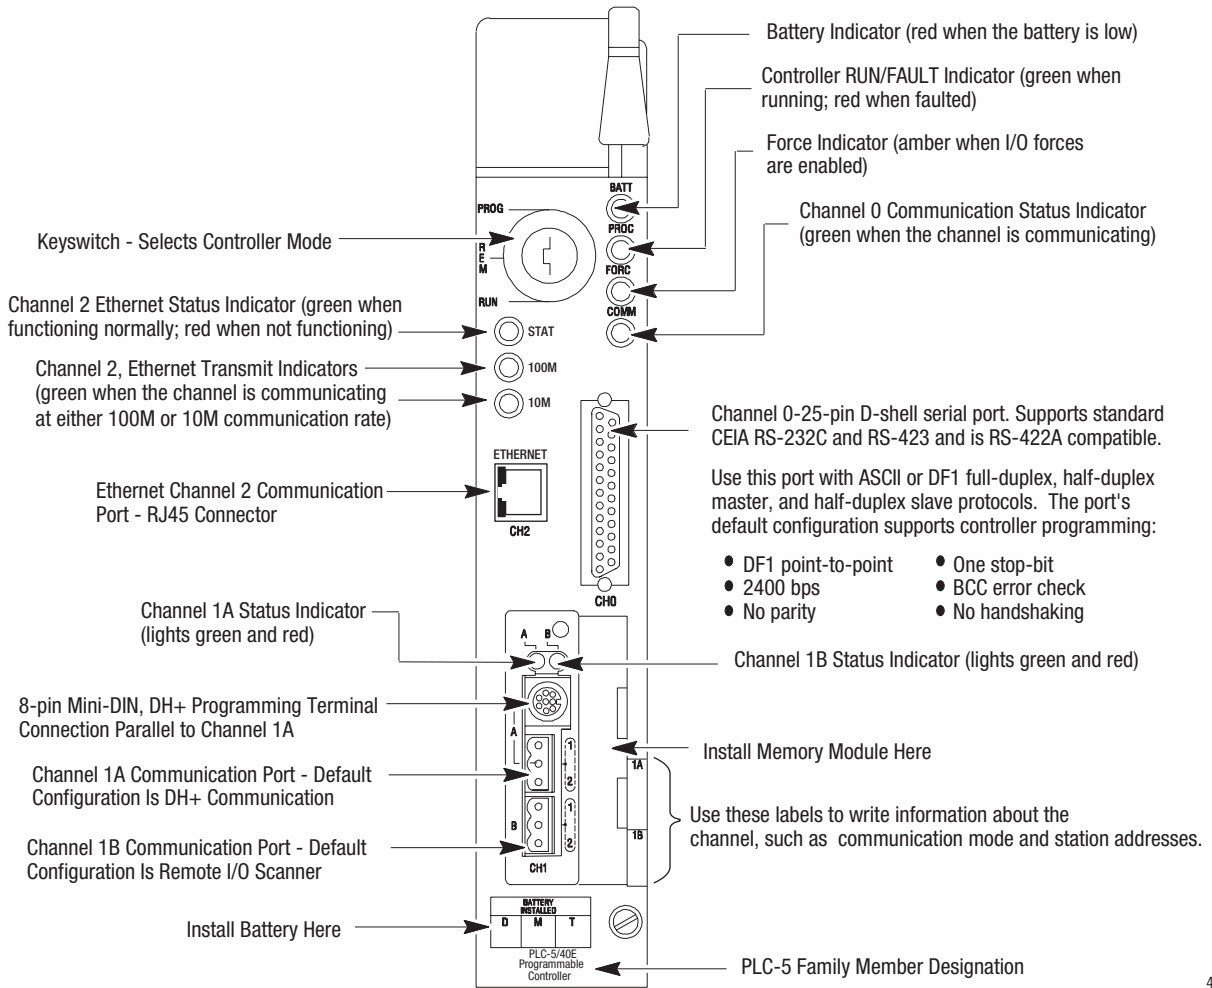 Battery Indicator (red when the battery is low)
Controller RUN/FAULT Indicator (green when
running; red when faulted)
Force Indicator (amber when I/O forces
are enabled)
Channel 0 Communication Status Indicator
(green when the channel is communicating)
Keyswitch - Selects Controller Mode
Channel 2 Ethernet Status Indicator (green when
functioning normally; red when not functioning)
Channel 2, Ethernet Transmit Indicators
(green when the channel is communicating
at either 100M or 10M communication rate)
Ethernet Channel 2 Communication
Port - RJ45 Connector
Channel 1A Status Indicator
(lights green and red)
8-pin Mini-DIN, DH+ Programming Terminal
Connection Parallel to Channel 1A
Channel 1A Communication Port - Default
Configuration Is DH+ Communication
Channel 1B Communication Port - Default
Configuration Is Remote I/O Scanner
Install Battery Here
BATT
PROG
PROC
REM
FORC
RUN
COMM
STAT
100M
10M
ETHERNET
CH2
CH0
A B
A
1
2
1A
B
1
2
1B
CH1
BATTERY
INSTALLED
D M T
PLC-5/40E
Programmable
Controller
Channel 0-25-pin D-shell serial port. Supports standard
CEIA RS-232C and RS-423 and is RS-422A compatible.
Use this port with ASCII or DF1 full-duplex, half-duplex
master, and half-duplex slave protocols. The port's
default configuration supports controller programming:
● DF1 point-to-point ● One stop-bit
● 2400 bps ● BCC error check
● No parity ● No handshaking
Channel 1B Status Indicator (lights green and red)
Install Memory Module Here
Use these labels to write information about the
channel, such as communication mode and station addresses.
PLC-5 Family Member Designation
4